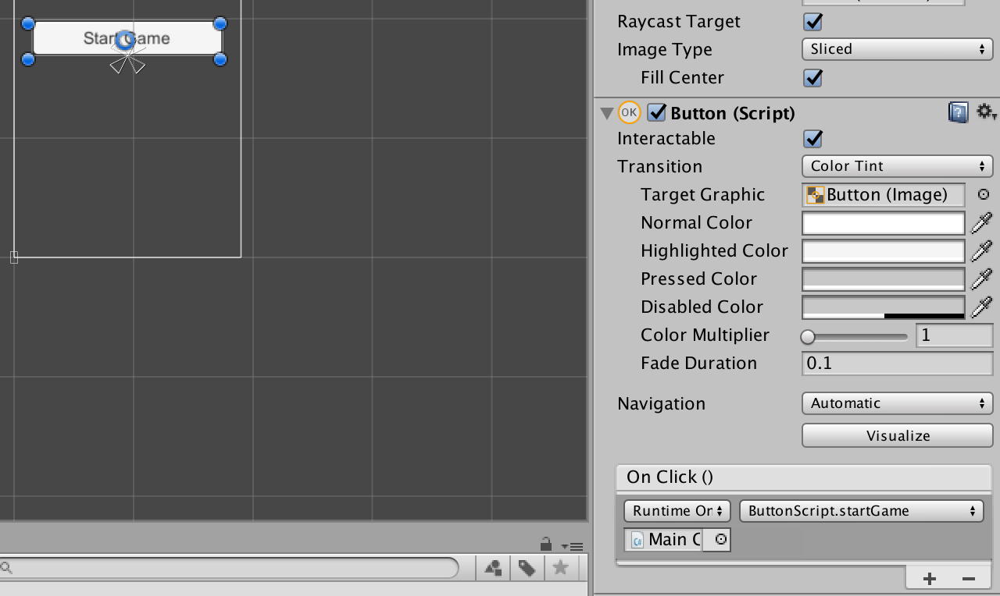 Start Game
Raycast Target
Image Type Sliced
Fill Center
OK Button (Script)
Interactable
Transition Color Tint
Target Graphic Button (Image)
Normal Color
Highlighted Color
Pressed Color
Disabled Color
Color Multiplier 1
Fade Duration 0.1
Navigation Automatic
Visualize
On Click ()
Runtime Or ButtonScript.startGame
C# Main C